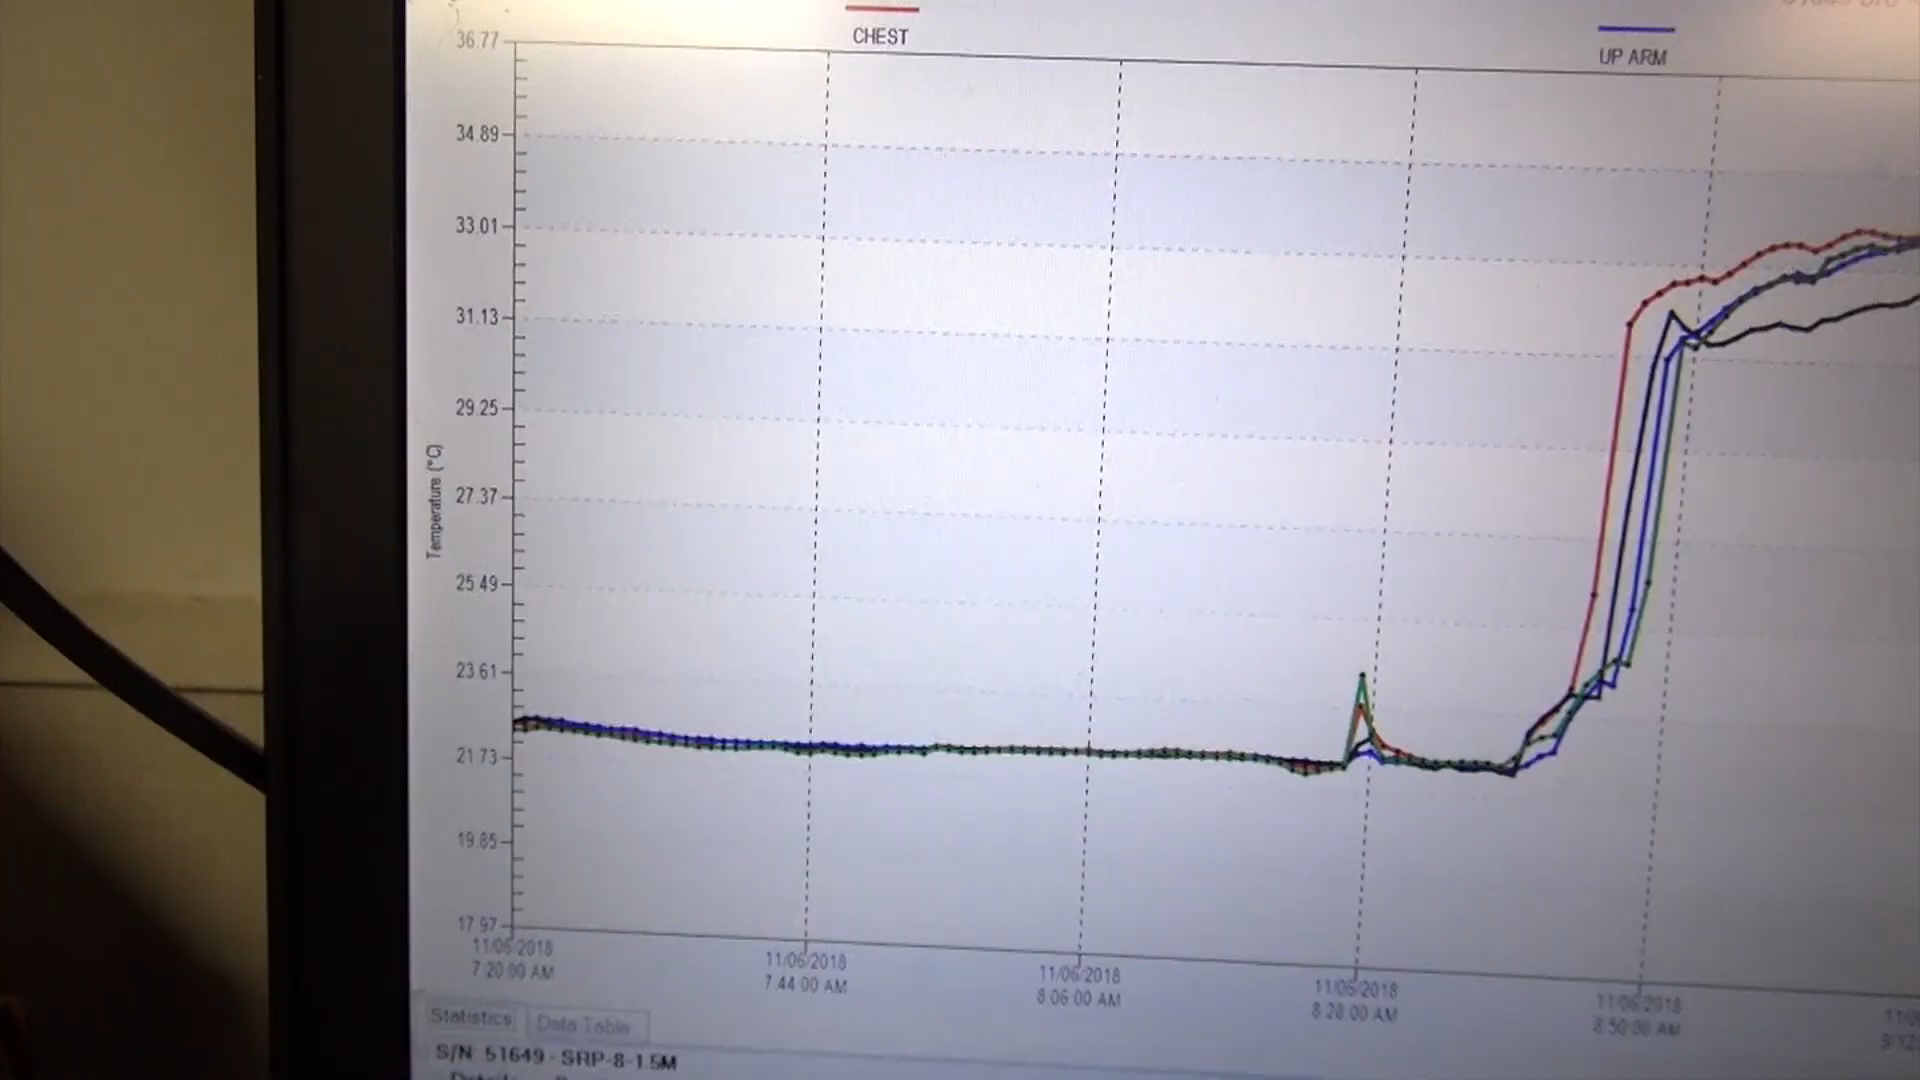 CHEST
UP ARM
36.77
34.89
33.01
31.13
29.25
27.37
25.49
23.61
21.73
19.85
17.97
Temperature (°C)
11/06/2018
7:20:00 AM
11/06/2018
7:44:00 AM
11/06/2018
8:06:00 AM
11/06/2018
8:28:00 AM
11/06/2018
8:50:00 AM
Statistics
Data Table
S/N: 51649 - SRP-8-1.5M